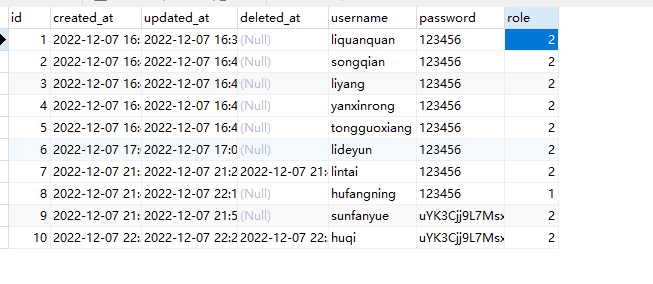 id created_at updated_at deleted_at username password role
1 2022-12-07 16: 2022-12-07 16:3 (Null) liquanquan 123456 2
2 2022-12-07 16: 2022-12-07 16:4 (Null) songqian 123456 2
3 2022-12-07 16: 2022-12-07 16:4 (Null) liyang 123456 2
4 2022-12-07 16: 2022-12-07 16:4 (Null) yanxinrong 123456 2
5 2022-12-07 16: 2022-12-07 16:4 (Null) tongguoxiang 123456 2
6 2022-12-07 17: 2022-12-07 17:0 (Null) lideyun 123456 2
7 2022-12-07 21: 2022-12-07 21:2 2022-12-07 21: lintai 123456 2
8 2022-12-07 21: 2022-12-07 22:1 (Null) hufangning 123456 1
9 2022-12-07 21: 2022-12-07 21:5 (Null) sunfanyue uYK3Cjj9L7Msx 2
10 2022-12-07 22: 2022-12-07 22:2 2022-12-07 22: huqi uYK3Cjj9L7Msx 2